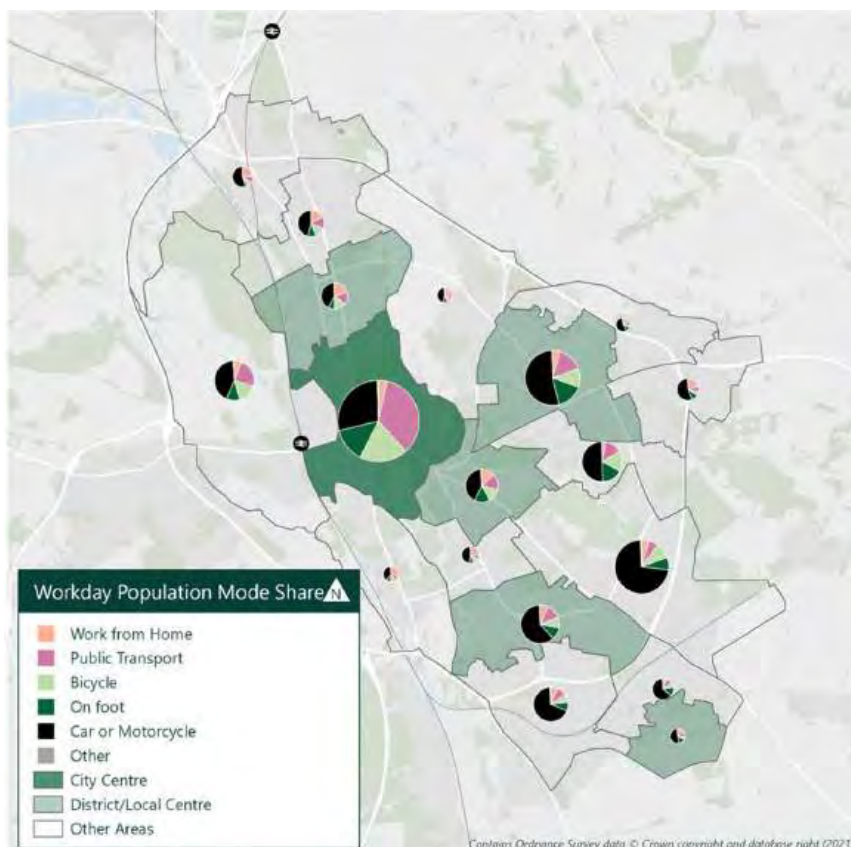 Workday Population Mode Share
N
Work from Home
Public Transport
Bicycle
On foot
Car or Motorcycle
Other
City Centre
District/Local Centre
Other Areas
Contains Ordnance Survey data © Crown copyright and database right (2021